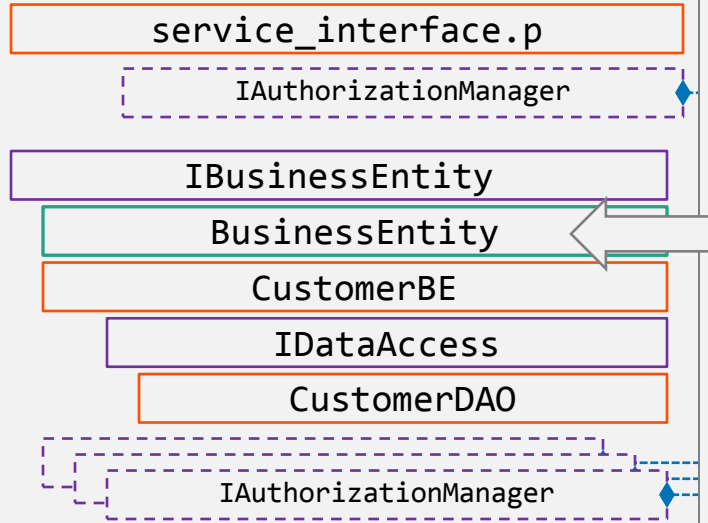 service_interface.p
IAuthorizationManager
IBusinessEntity
BusinessEntity
CustomerBE
IDataAccess
CustomerDAO
IAuthorizationManager